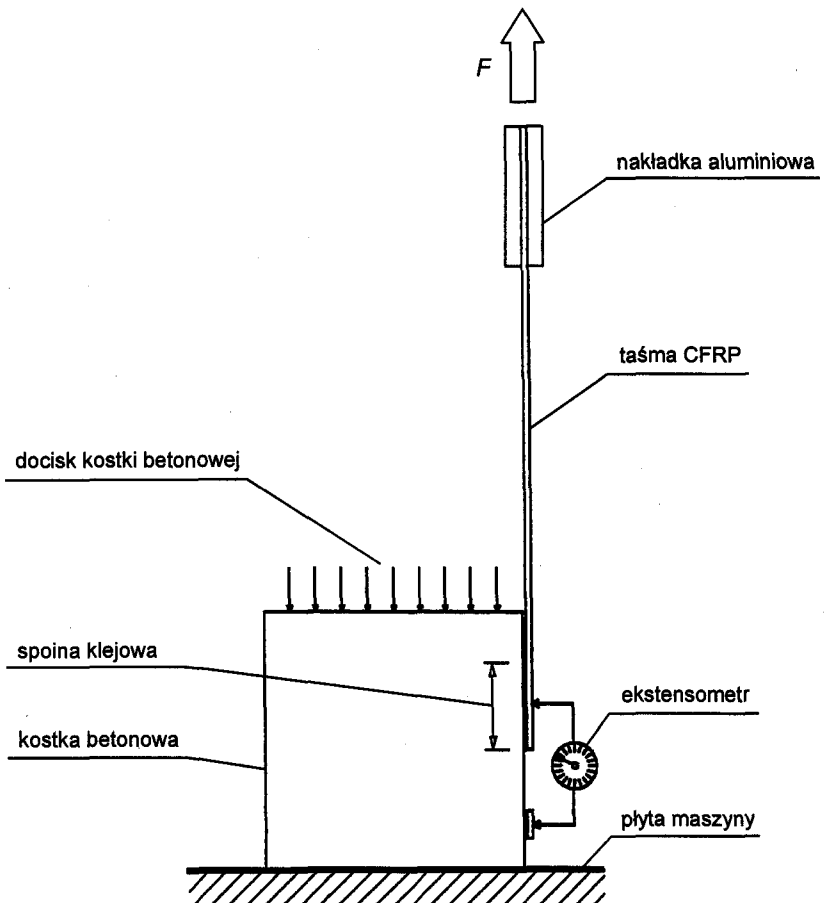 F
nakładka aluminiowa
taśma CFRP
docisk kostki betonowej
spoina klejowa
ekstensometr
kostka betonowa
płyta maszyny